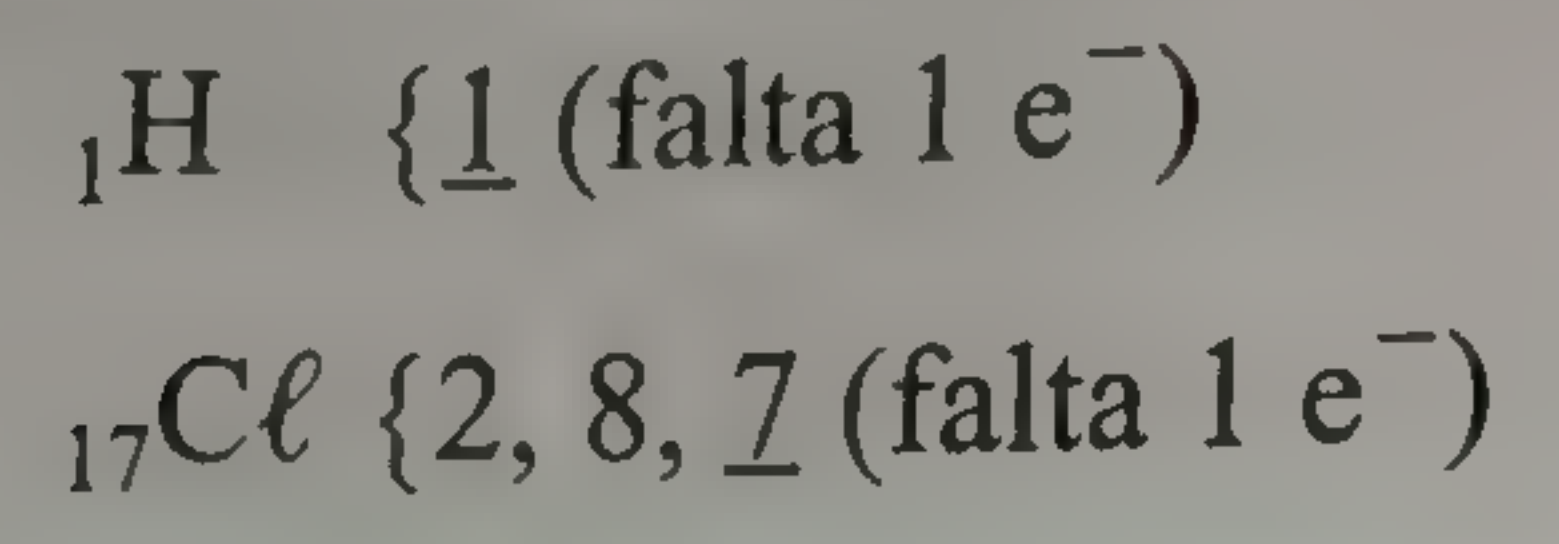 ₁H {1 (falta 1 e⁻)
₁₇Cℓ {2, 8, 7 (falta 1 e⁻)